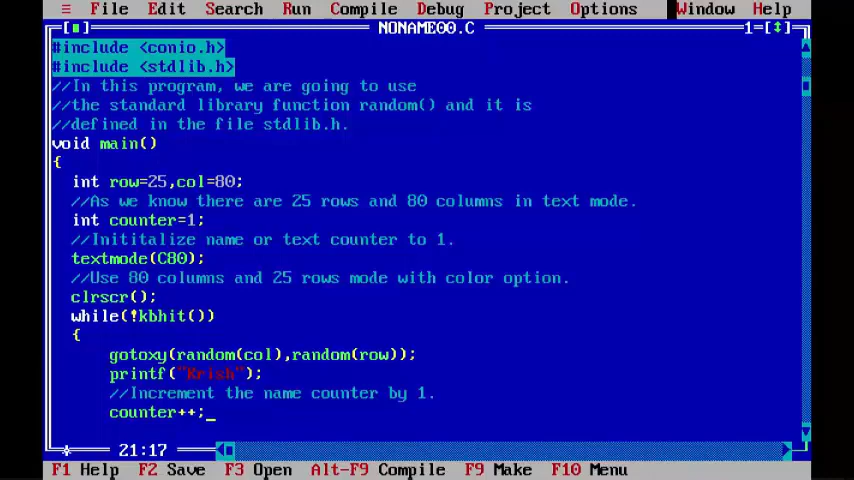 ≡ File Edit Search Run Compile Debug Project Options Window Help
[■] NONAME00.C 1=[↕]
#include <conio.h>
#include <stdlib.h>
//In this program, we are going to use
//the standard library function random() and it is
//defined in the file stdlib.h.
void main()
{
int row=25,col=80;
//As we know there are 25 rows and 80 columns in text mode.
int counter=1;
//Inititalize name or text counter to 1.
textmode(C80);
//Use 80 columns and 25 rows mode with color option.
clrscr();
while(!kbhit())
{
gotoxy(random(col),random(row));
printf("Krish");
//Increment the name counter by 1.
counter++;_
* 21:17
F1 Help F2 Save F3 Open Alt-F9 Compile F9 Make F10 Menu